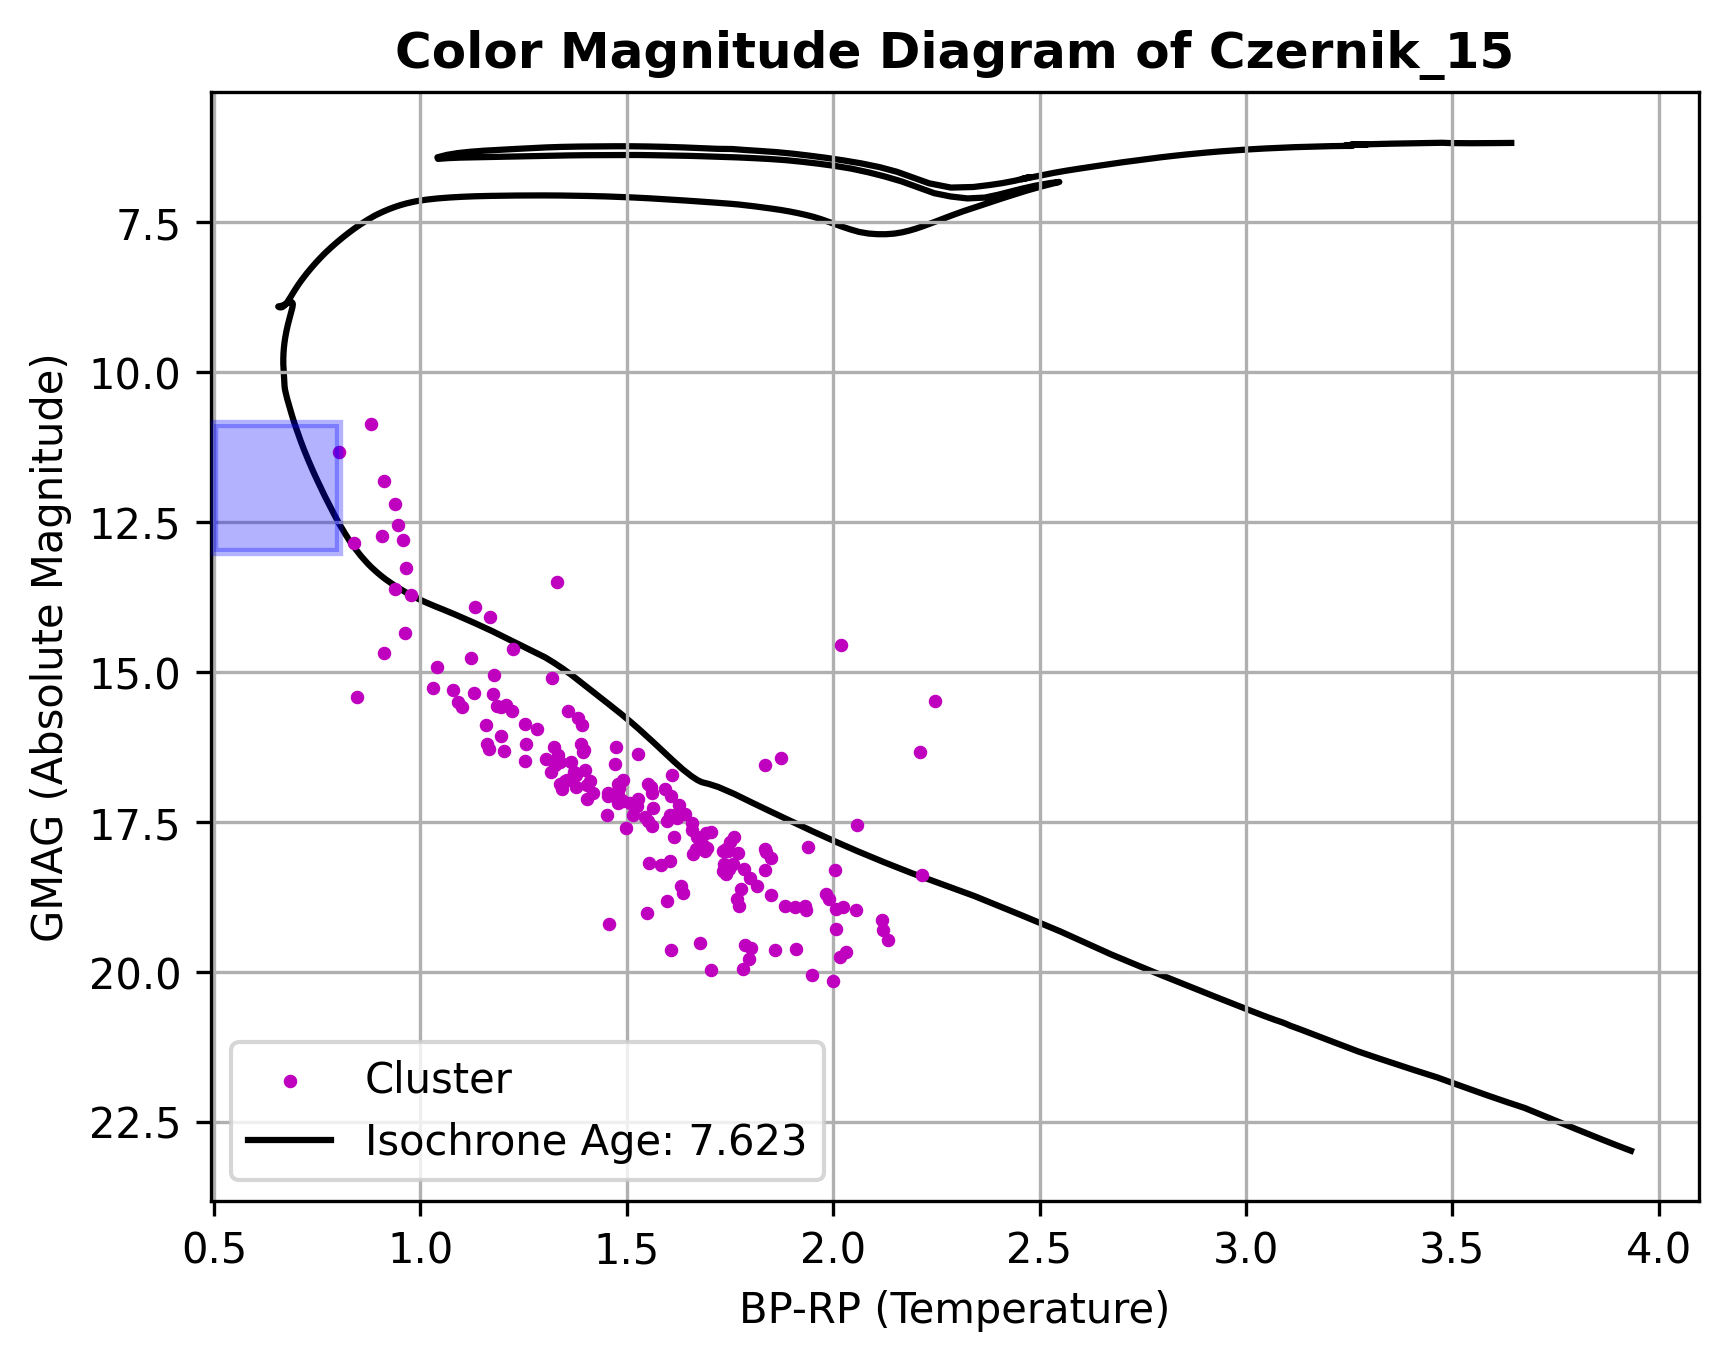 Color Magnitude Diagram of Czernik_15
GMAG (Absolute Magnitude)
7.5
10.0
12.5
15.0
17.5
20.0
22.5
Cluster
Isochrone Age: 7.623
0.5 1.0 1.5 2.0 2.5 3.0 3.5 4.0
BP-RP (Temperature)